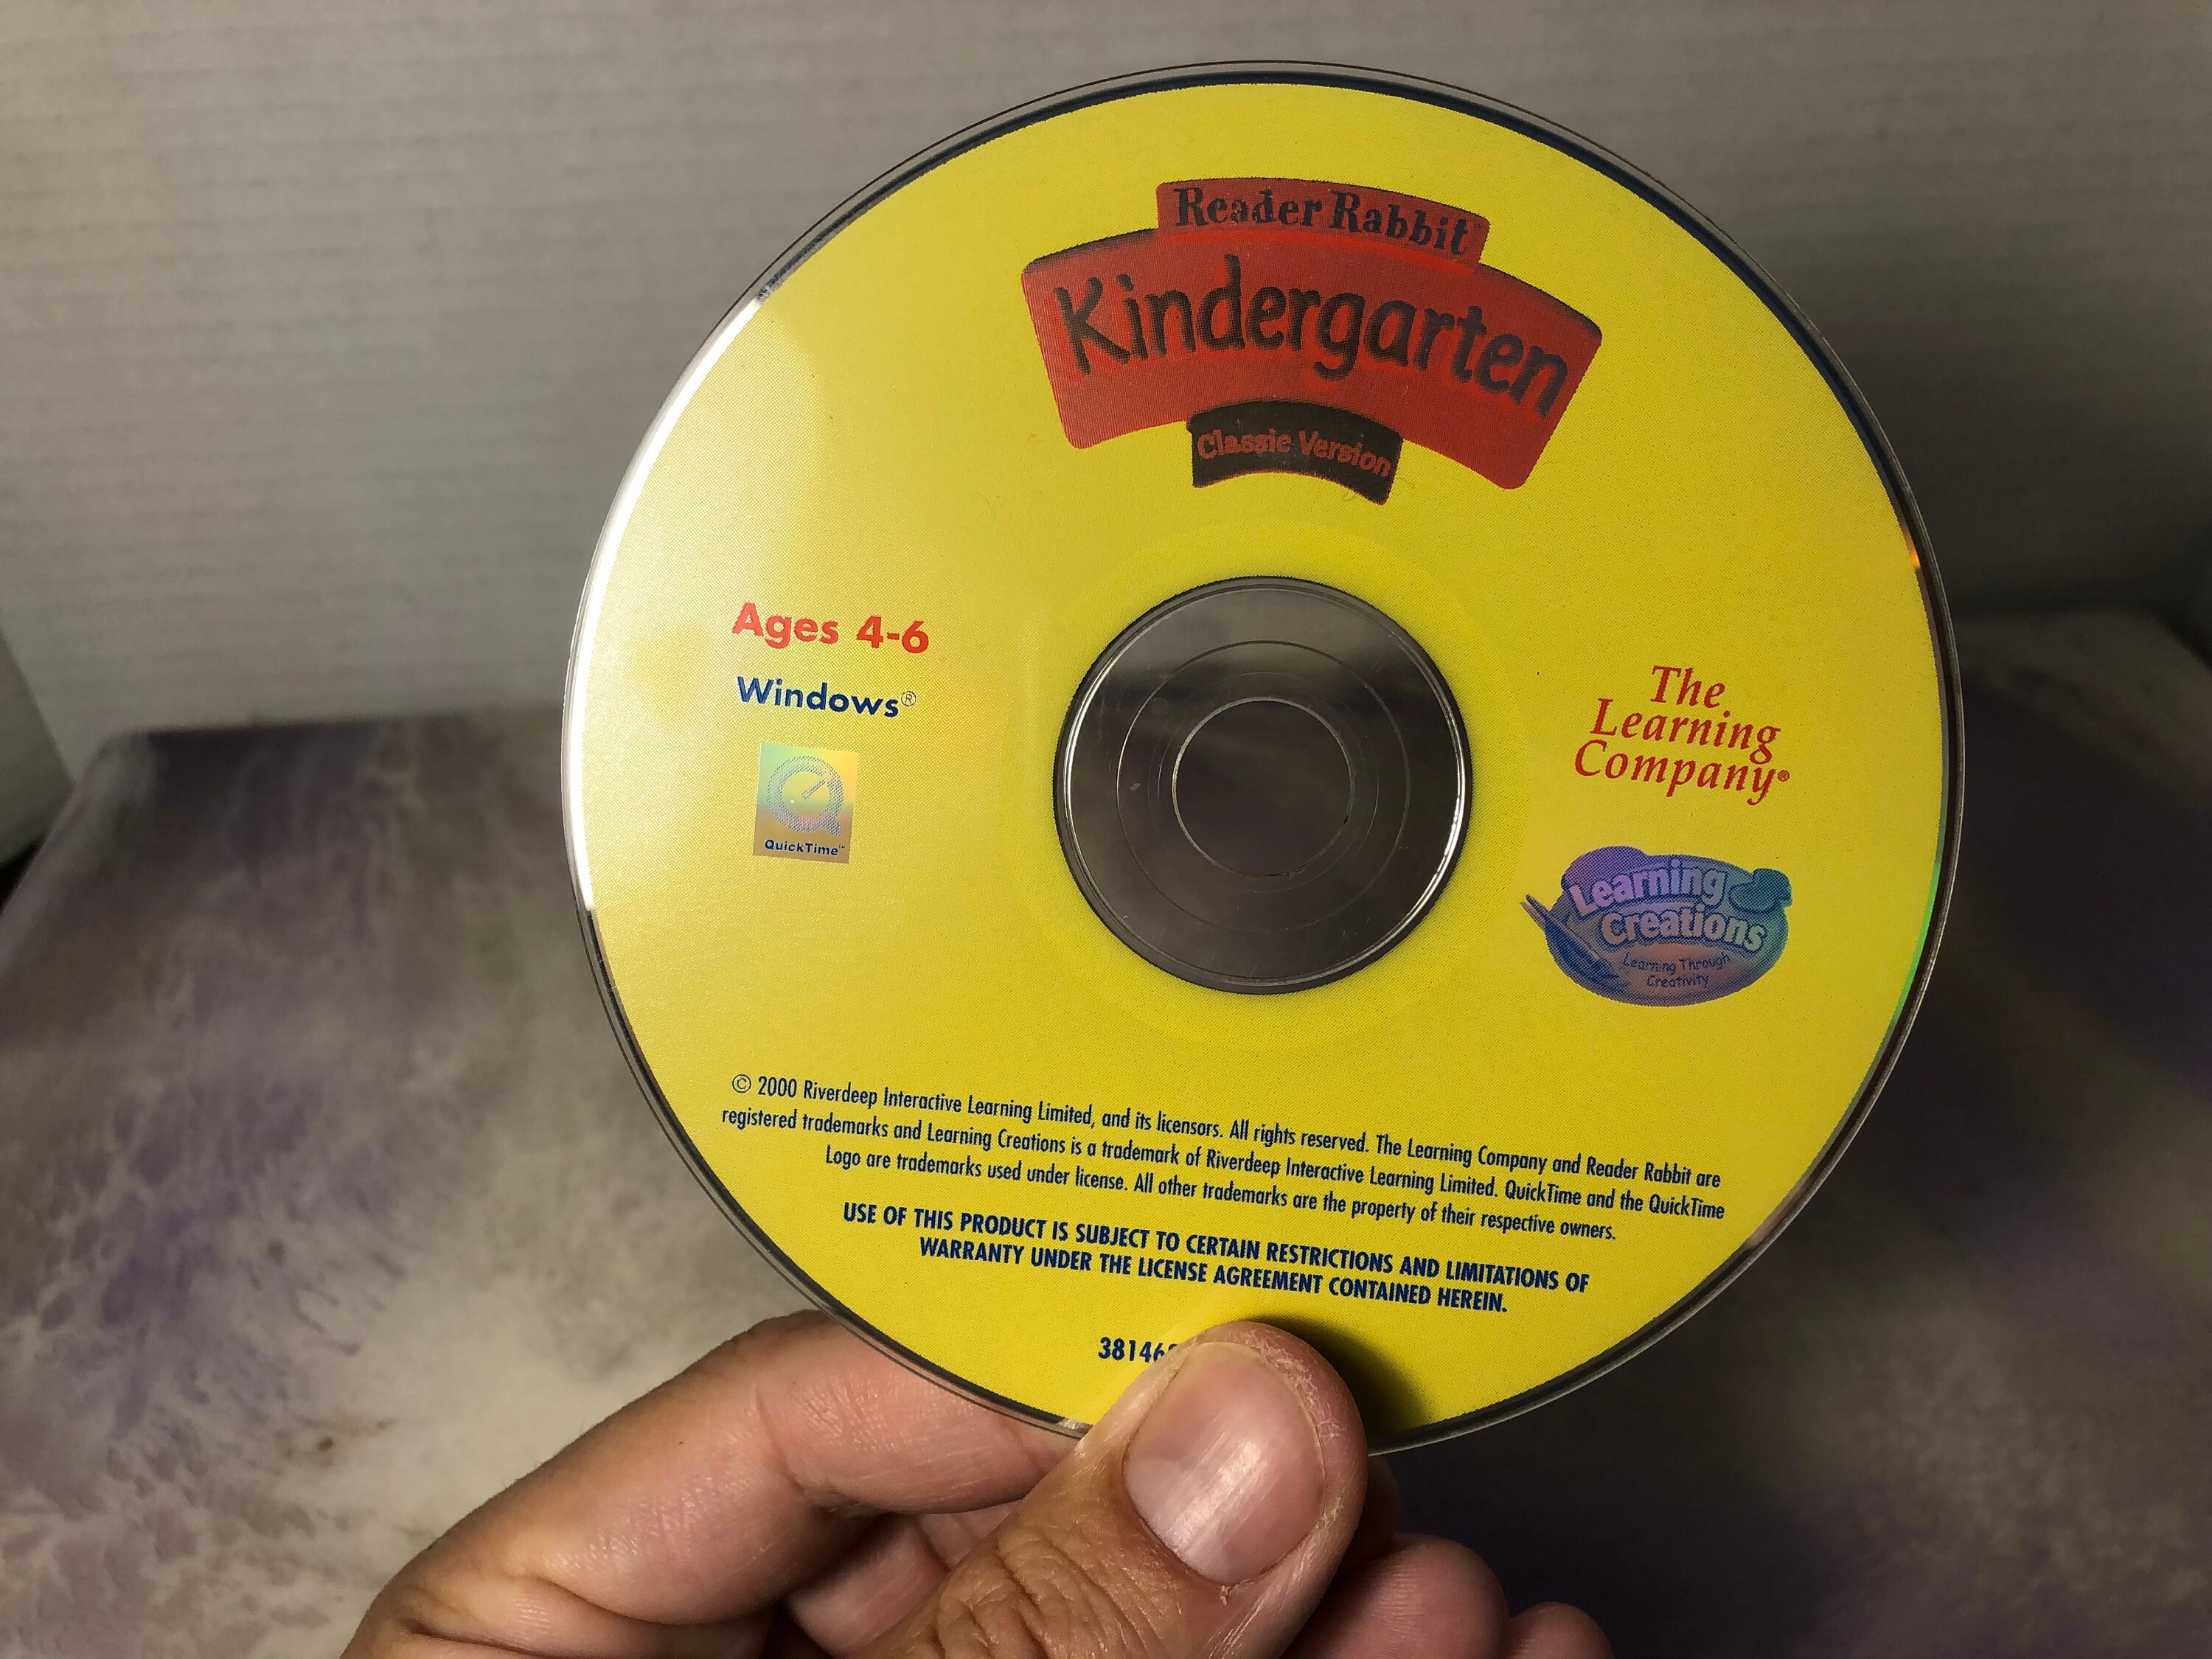 Reader Rabbit
Kindergarten
Classic Version
Ages 4-6
Windows®
QuickTime™
The
Learning
Company®
Learning
Creations
Learning Through
Creativity
© 2000 Riverdeep Interactive Learning Limited, and its licensors. All rights reserved. The Learning Company and Reader Rabbit are
registered trademarks and Learning Creations is a trademark of Riverdeep Interactive Learning Limited. QuickTime and the QuickTime
Logo are trademarks used under license. All other trademarks are the property of their respective owners.
USE OF THIS PRODUCT IS SUBJECT TO CERTAIN RESTRICTIONS AND LIMITATIONS OF
WARRANTY UNDER THE LICENSE AGREEMENT CONTAINED HEREIN.